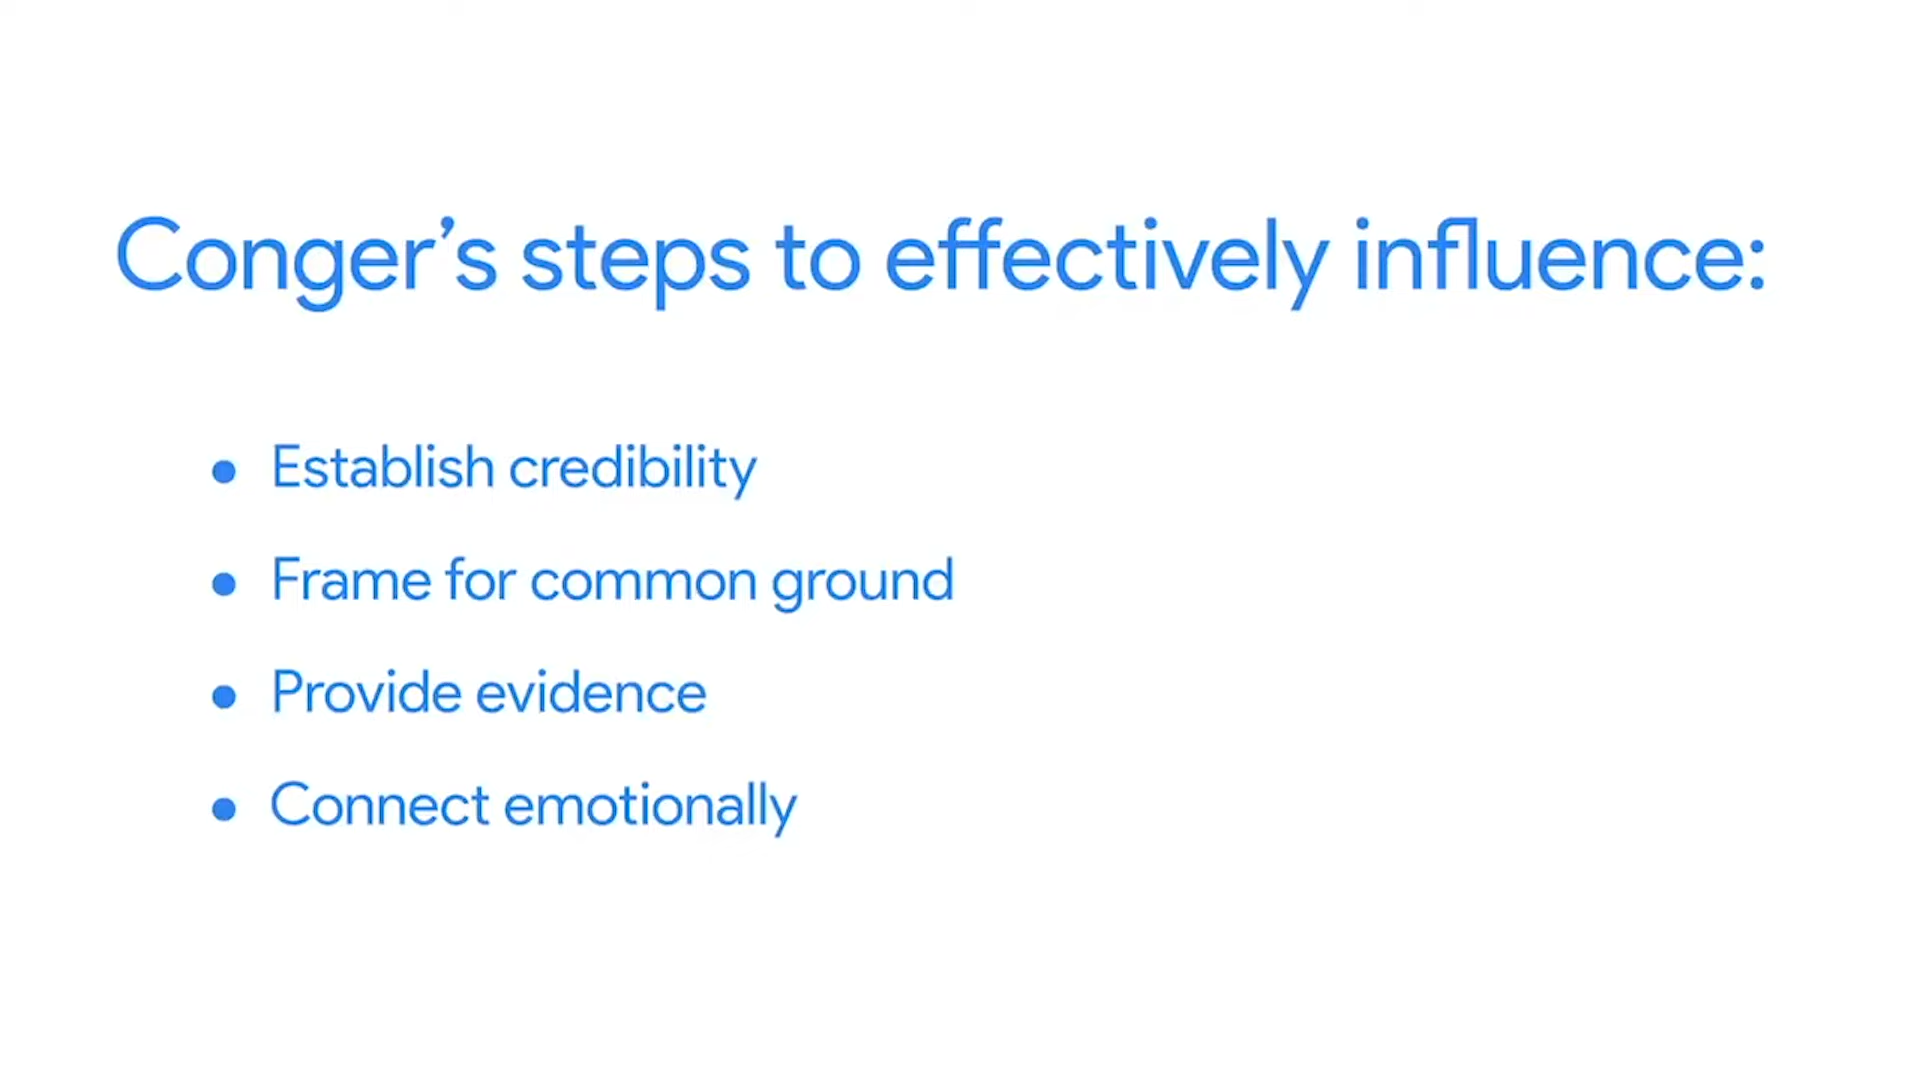 Conger’s steps to effectively influence:
● Establish credibility
● Frame for common ground
● Provide evidence
● Connect emotionally